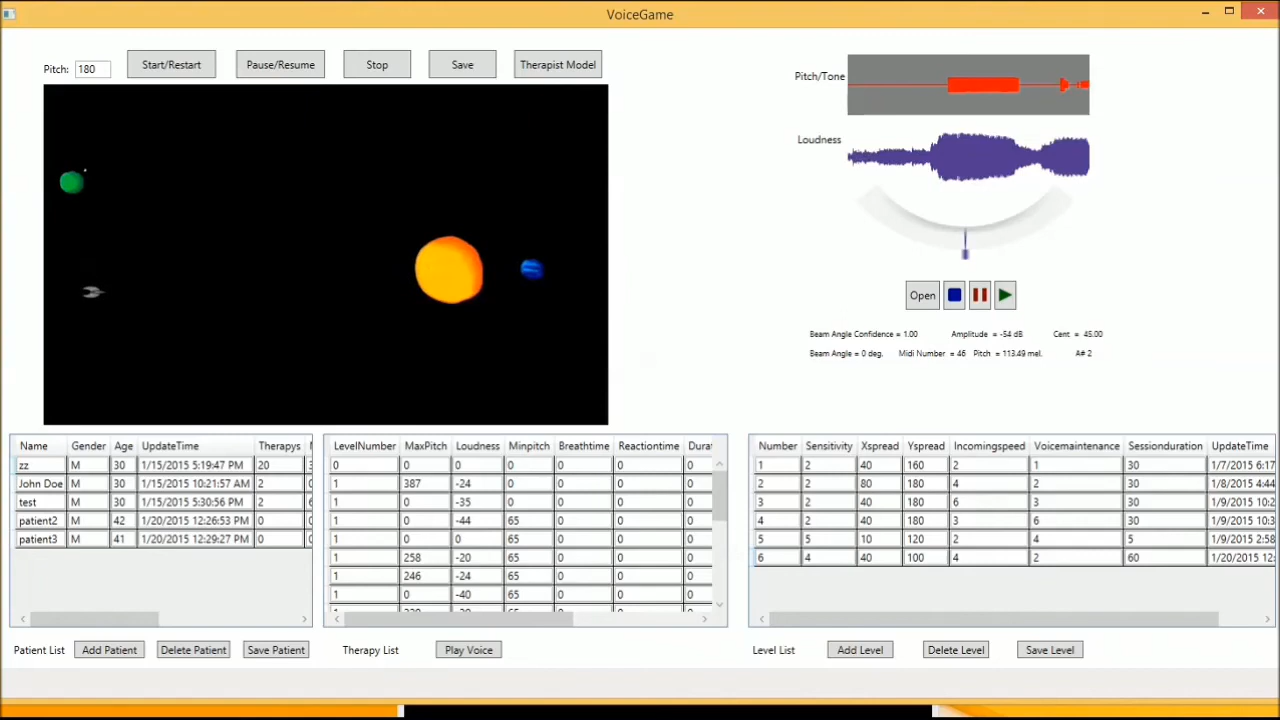 VoiceGame
Pitch: 180 Start/Restart Pause/Resume Stop Save Therapist Model
Pitch/Tone
Loudness
Open
Beam Angle Confidence = 1.00 Amplitude = -54 dB Cent = 45.00
Beam Angle = 0 deg. Midi Number = 46 Pitch = 113.49 mel. A# 2
Name Gender Age UpdateTime Therapys
zz M 30 1/15/2015 5:19:47 PM 20
John Doe M 30 1/15/2015 10:21:57 AM 2
test M 30 1/15/2015 5:30:56 PM 2
patient2 M 42 1/20/2015 12:26:53 PM 0
patient3 M 41 1/20/2015 12:29:27 PM 0
LevelNumber MaxPitch Loudness Minpitch Breathtime Reactiontime Durat
0 0 0 0 0 0 0
1 387 -24 0 0 0 0
1 0 -35 0 0 0 0
1 0 -44 65 0 0 0
1 0 0 65 0 0 0
1 258 -20 65 0 0 0
1 246 -24 65 0 0 0
1 0 -40 65 0 0 0
Number Sensitivity Xspread Yspread Incomingspeed Voicemaintenance Sessionduration UpdateTime
1 2 40 160 2 1 30 1/7/2015 6:17
2 2 80 180 4 2 30 1/8/2015 4:44
3 2 40 180 6 3 30 1/9/2015 10:2
4 2 40 180 3 6 30 1/9/2015 10:3
5 5 10 120 2 4 5 1/9/2015 2:58
6 4 40 100 4 2 60 1/20/2015 12:
Patient List Add Patient Delete Patient Save Patient
Therapy List Play Voice
Level List Add Level Delete Level Save Level